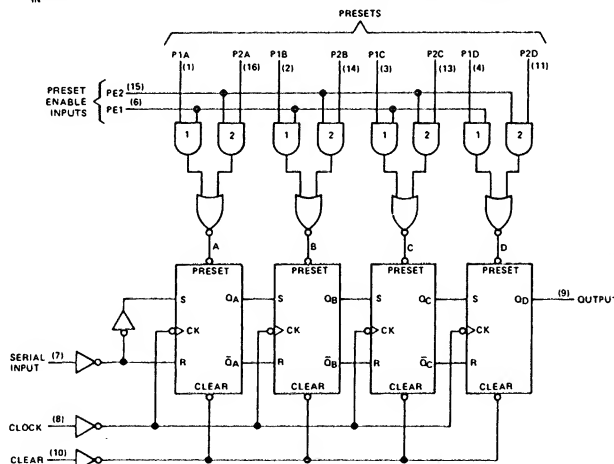 IN
PRESETS
P1A P2A P1B P2B P1C P2C P1D P2D
(1) (16) (2) (14) (3) (13) (4) (11)
PRESET ENABLE INPUTS
PE2 (15)
PE1 (6)
1 2 1 2 1 2 1 2
A B C D
PRESET PRESET PRESET PRESET
S QA S QB S QC S QD (9) OUTPUT
CK CK CK CK
SERIAL INPUT (7)
R Q̄A R Q̄B R Q̄C R
CLEAR CLEAR CLEAR CLEAR
CLOCK (8)
CLEAR (10)